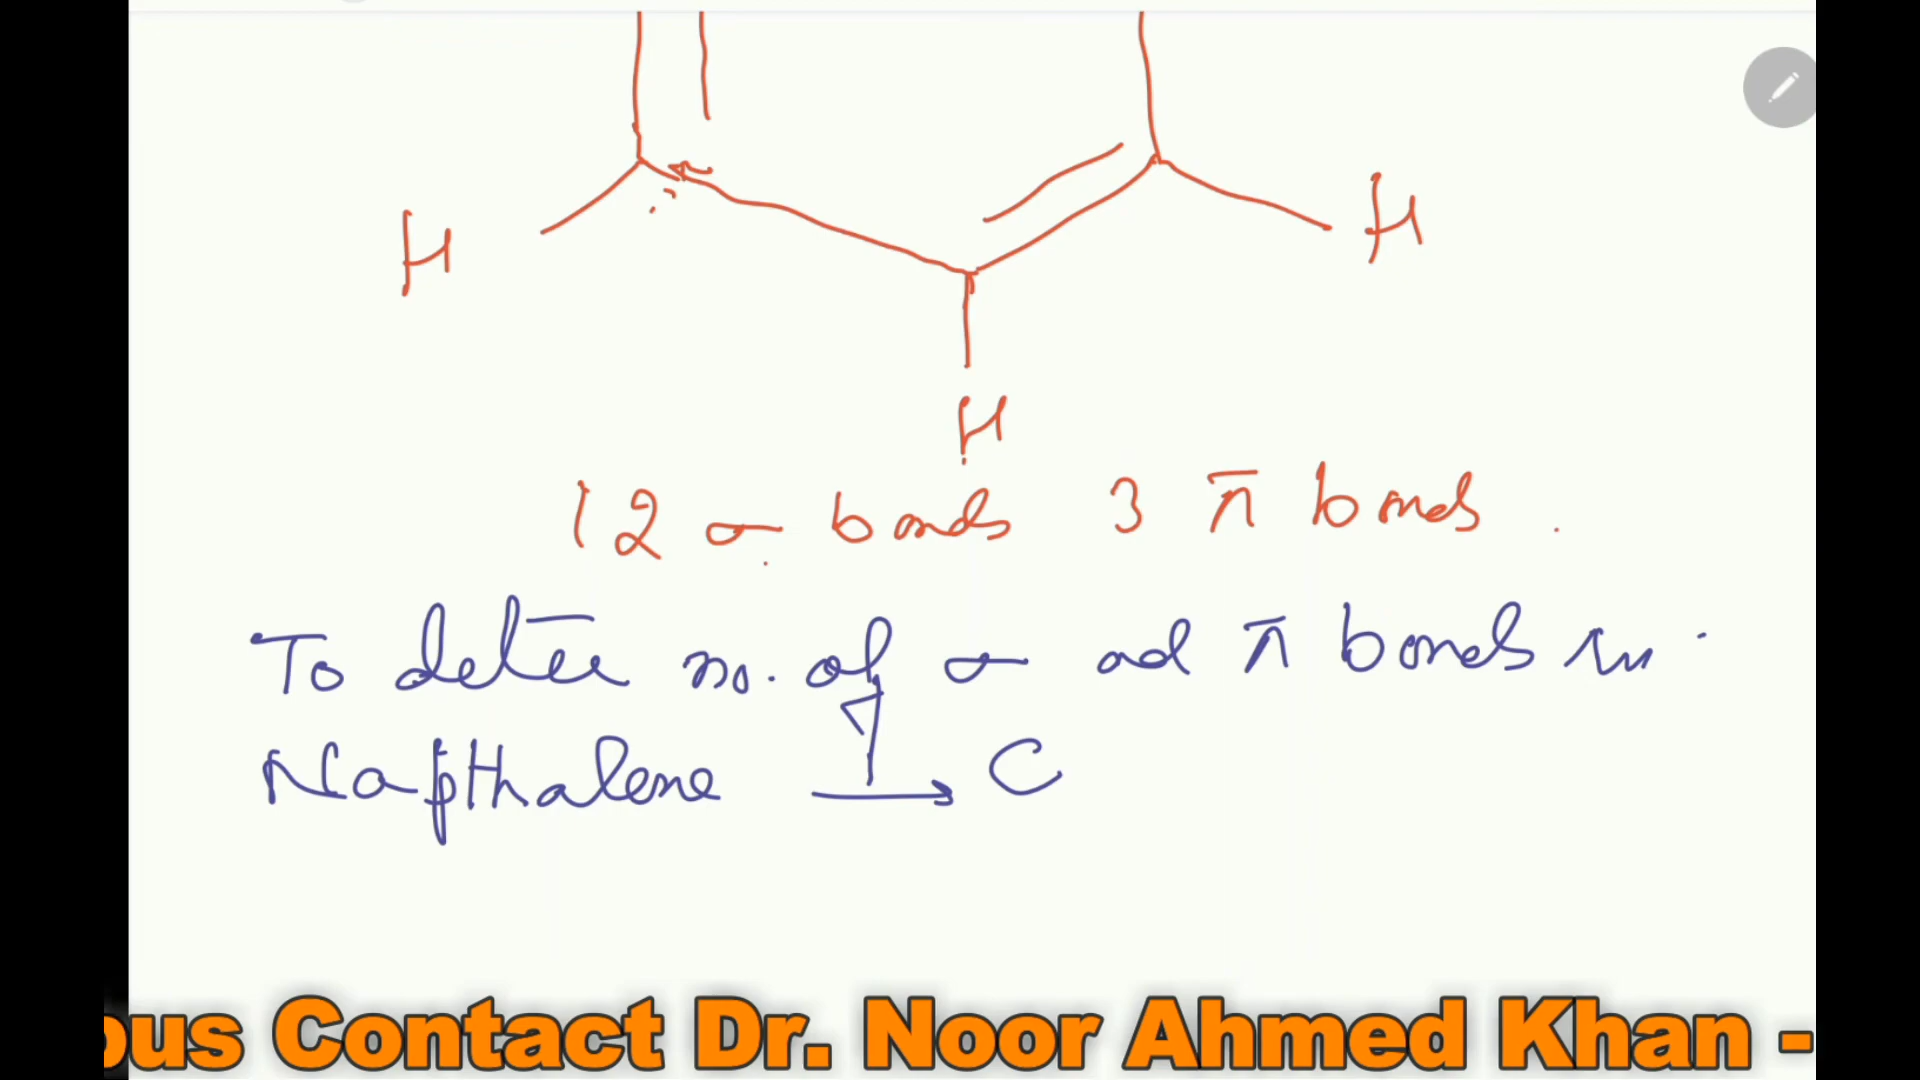 H
H
H
12 σ bonds 3 π bonds .
To deter no. of σ and π bonds in
Napthalene → C
ous Contact Dr. Noor Ahmed Khan -